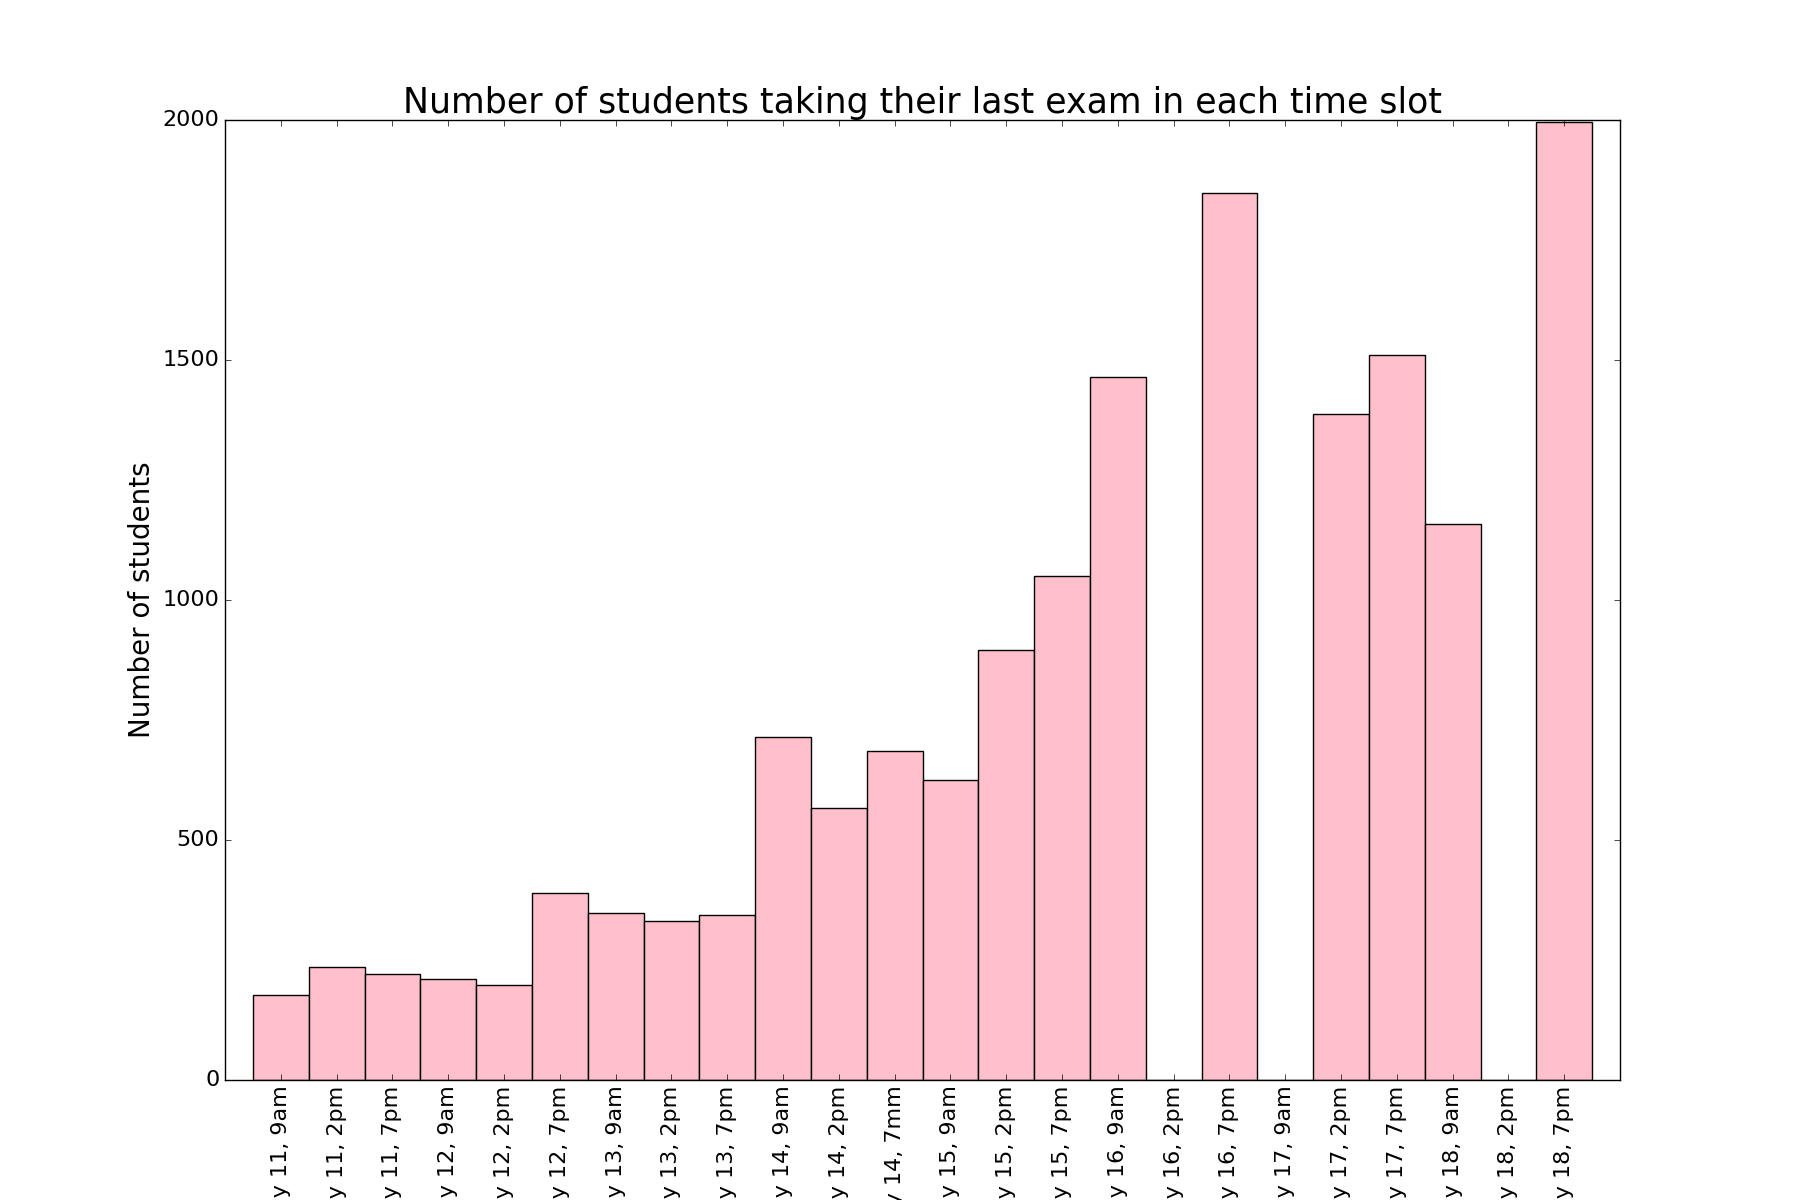 Number of students taking their last exam in each time slot
Number of students
2000
1500
1000
500
0
y 11, 9am
y 11, 2pm
y 11, 7pm
y 12, 9am
y 12, 2pm
y 12, 7pm
y 13, 9am
y 13, 2pm
y 13, 7pm
y 14, 9am
y 14, 2pm
y 14, 7mm
y 15, 9am
y 15, 2pm
y 15, 7pm
y 16, 9am
y 16, 2pm
y 16, 7pm
y 17, 9am
y 17, 2pm
y 17, 7pm
y 18, 9am
y 18, 2pm
y 18, 7pm